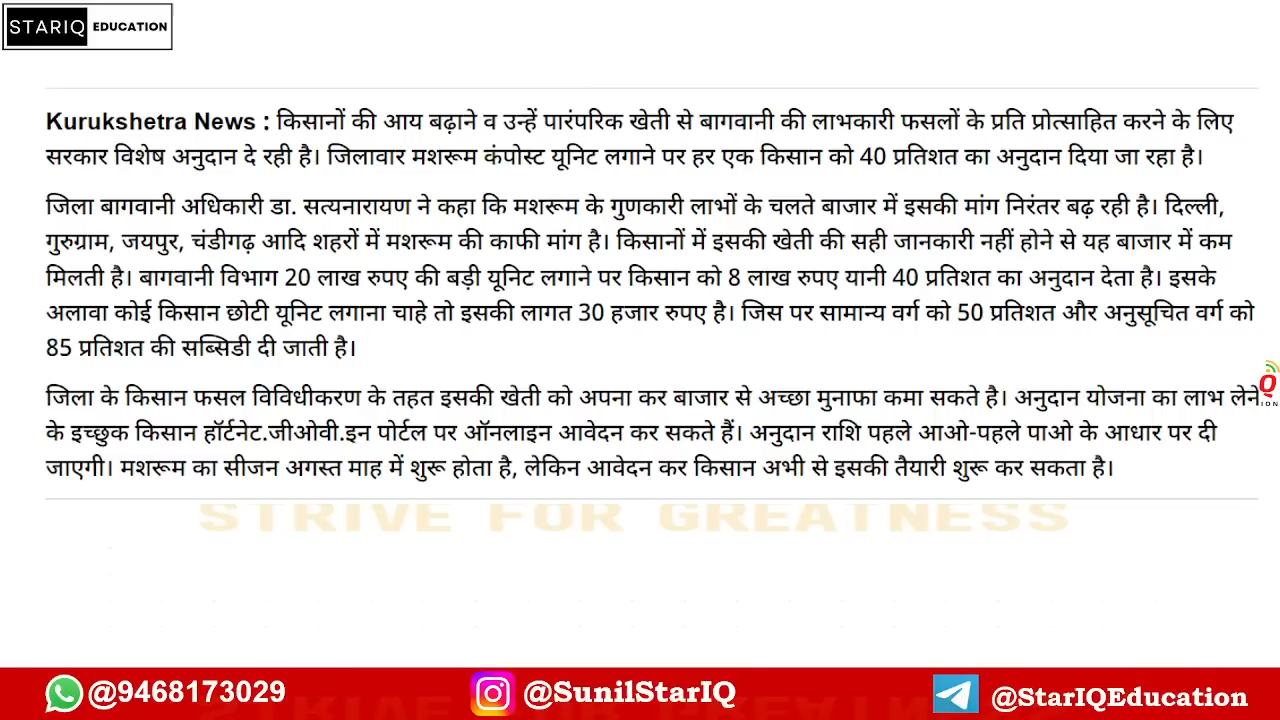 STARIQ EDUCATION
Kurukshetra News : किसानों की आय बढ़ाने व उन्हें पारंपरिक खेती से बागवानी की लाभकारी फसलों के प्रति प्रोत्साहित करने के लिए
सरकार विशेष अनुदान दे रही है। जिलावार मशरूम कंपोस्ट यूनिट लगाने पर हर एक किसान को 40 प्रतिशत का अनुदान दिया जा रहा है।
जिला बागवानी अधिकारी डा. सत्यनारायण ने कहा कि मशरूम के गुणकारी लाभों के चलते बाजार में इसकी मांग निरंतर बढ़ रही है। दिल्ली,
गुरुग्राम, जयपुर, चंडीगढ़ आदि शहरों में मशरूम की काफी मांग है। किसानों में इसकी खेती की सही जानकारी नहीं होने से यह बाजार में कम
मिलती है। बागवानी विभाग 20 लाख रुपए की बड़ी यूनिट लगाने पर किसान को 8 लाख रुपए यानी 40 प्रतिशत का अनुदान देता है। इसके
अलावा कोई किसान छोटी यूनिट लगाना चाहे तो इसकी लागत 30 हजार रुपए है। जिस पर सामान्य वर्ग को 50 प्रतिशत और अनुसूचित वर्ग को
85 प्रतिशत की सब्सिडी दी जाती है।
जिला के किसान फसल विविधीकरण के तहत इसकी खेती को अपना कर बाजार से अच्छा मुनाफा कमा सकते है। अनुदान योजना का लाभ लेने
के इच्छुक किसान हॉर्टनेट.जीओवी.इन पोर्टल पर ऑनलाइन आवेदन कर सकते हैं। अनुदान राशि पहले आओ-पहले पाओ के आधार पर दी
जाएगी। मशरूम का सीजन अगस्त माह में शुरू होता है, लेकिन आवेदन कर किसान अभी से इसकी तैयारी शुरू कर सकता है।
STRIVE FOR GREATNESS
@9468173029 @SunilStarIQ @StarIQEducation